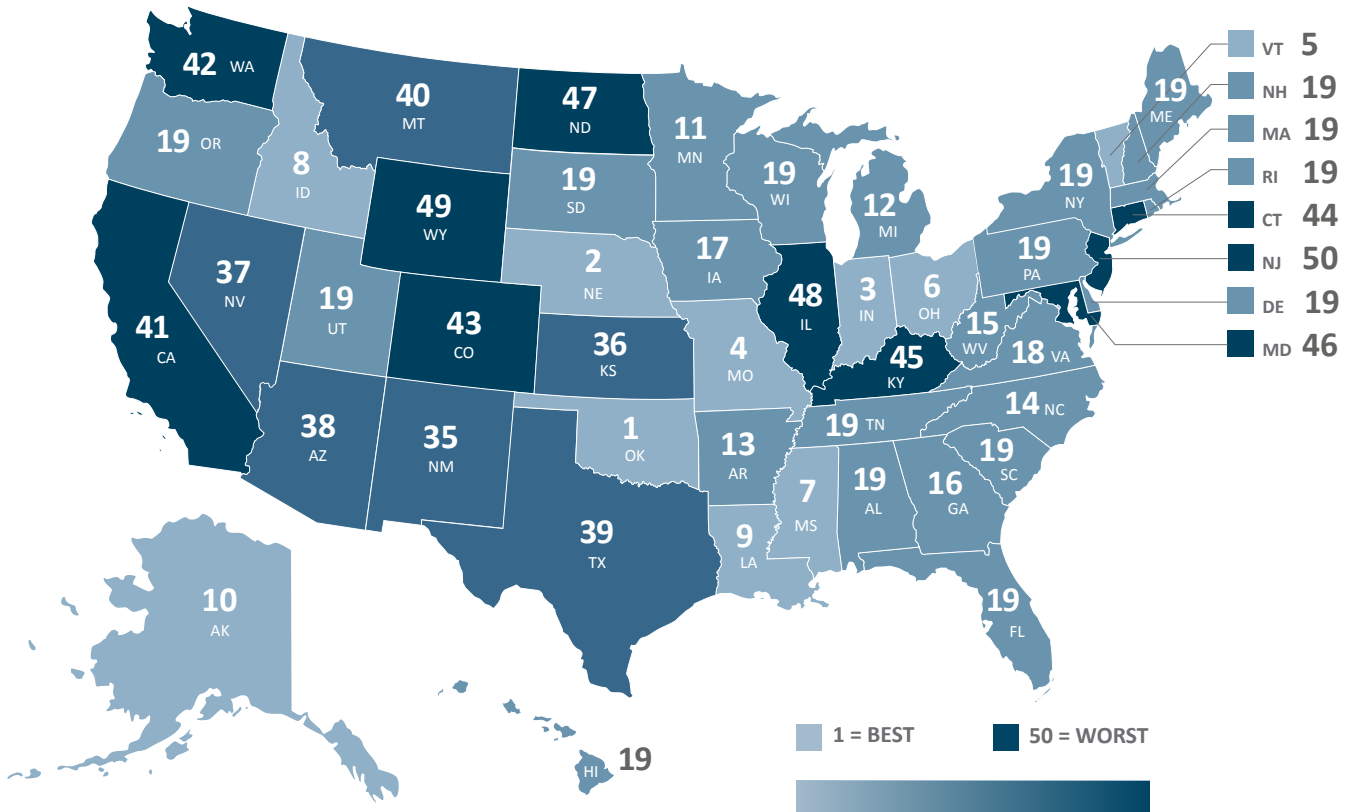 42 WA
40
MT
47
ND
11
MN
19 OR
8
ID
49
WY
19
SD
19
WI
12
MI
19
ME
19
NY
VT 5
NH 19
MA 19
RI 19
CT 44
NJ 50
DE 19
MD 46
37
NV
19
UT
41
CA
43
CO
2
NE
17
IA
48
IL
3
IN
6
OH
19
PA
15
WV
18 VA
36
KS
4
MO
45
KY
14 NC
19 TN
38
AZ
35
NM
1
OK
13
AR
7
MS
19
AL
16
GA
19
SC
39
TX
9
LA
19
FL
10
AK
HI 19
1 = BEST
50 = WORST